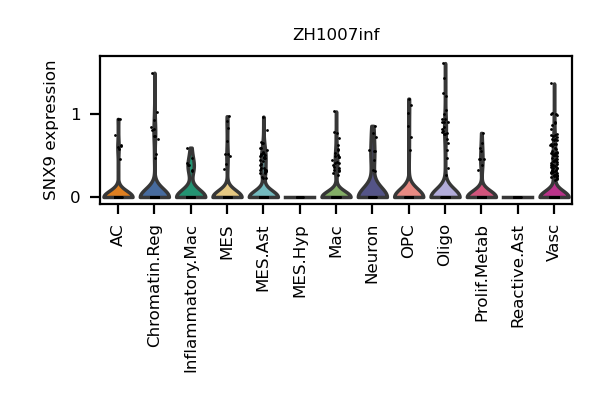 ZH1007inf
SNX9 expression
1
0
AC
Chromatin.Reg
Inflammatory.Mac
MES
MES.Ast
MES.Hyp
Mac
Neuron
OPC
Oligo
Prolif.Metab
Reactive.Ast
Vasc